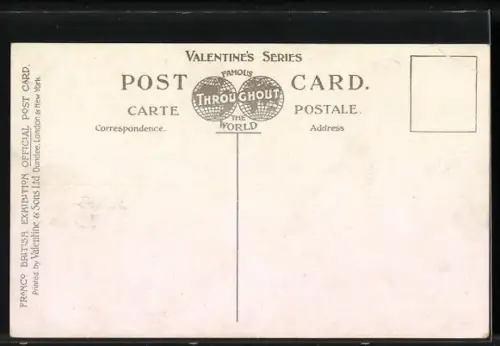 VALENTINE'S SERIES
POST CARD.
FAMOUS
THROUGHOUT
THE
WORLD
CARTE POSTALE.
Correspondence. Address
FRANCO BRITISH EXHIBITION OFFICIAL POST CARD.
Printed by Valentine & Sons Ltd. Dundee, London & New York.